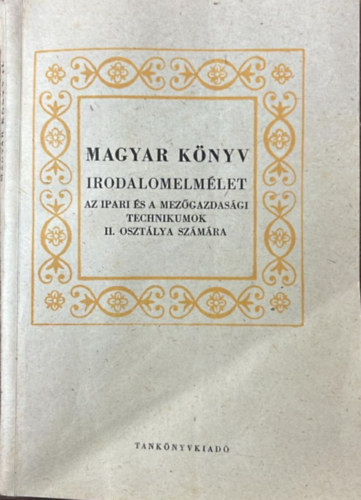 MAGYAR KÖNYV
IRODALOMELMÉLET
AZ IPARI ÉS A MEZŐGAZDASÁGI
TECHNIKUMOK
II. OSZTÁLYA SZÁMÁRA
TANKÖNYVKIADÓ